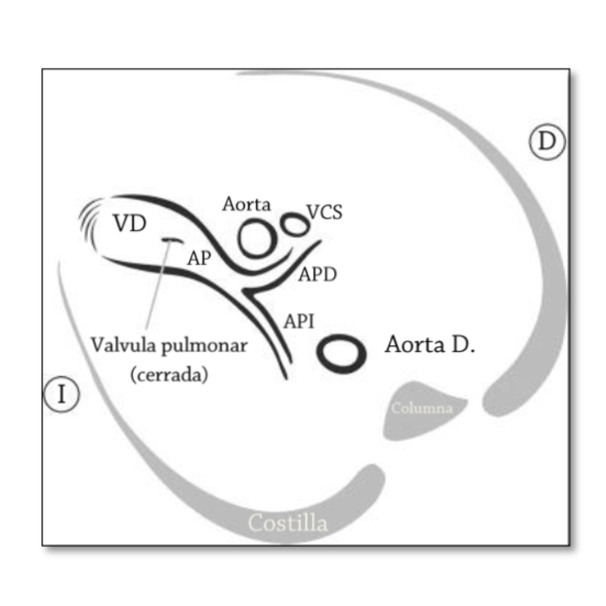 D
Aorta
VCS
VD
AP
APD
API
Valvula pulmonar
(cerrada)
Aorta D.
I
Columna
Costilla